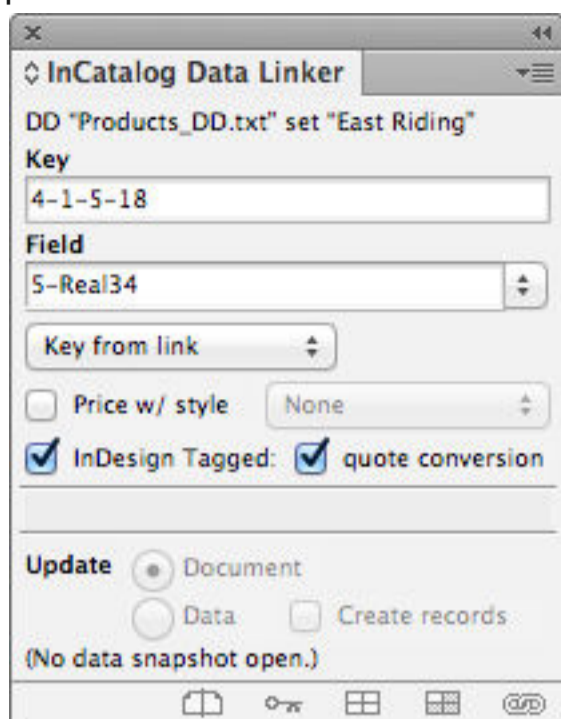 InCatalog Data Linker
DD "Products_DD.txt" set "East Riding"
Key
4-1-5-18
Field
5-Real34
Key from link
Price w/ style None
InDesign Tagged: quote conversion
Update Document
Data Create records
(No data snapshot open.)